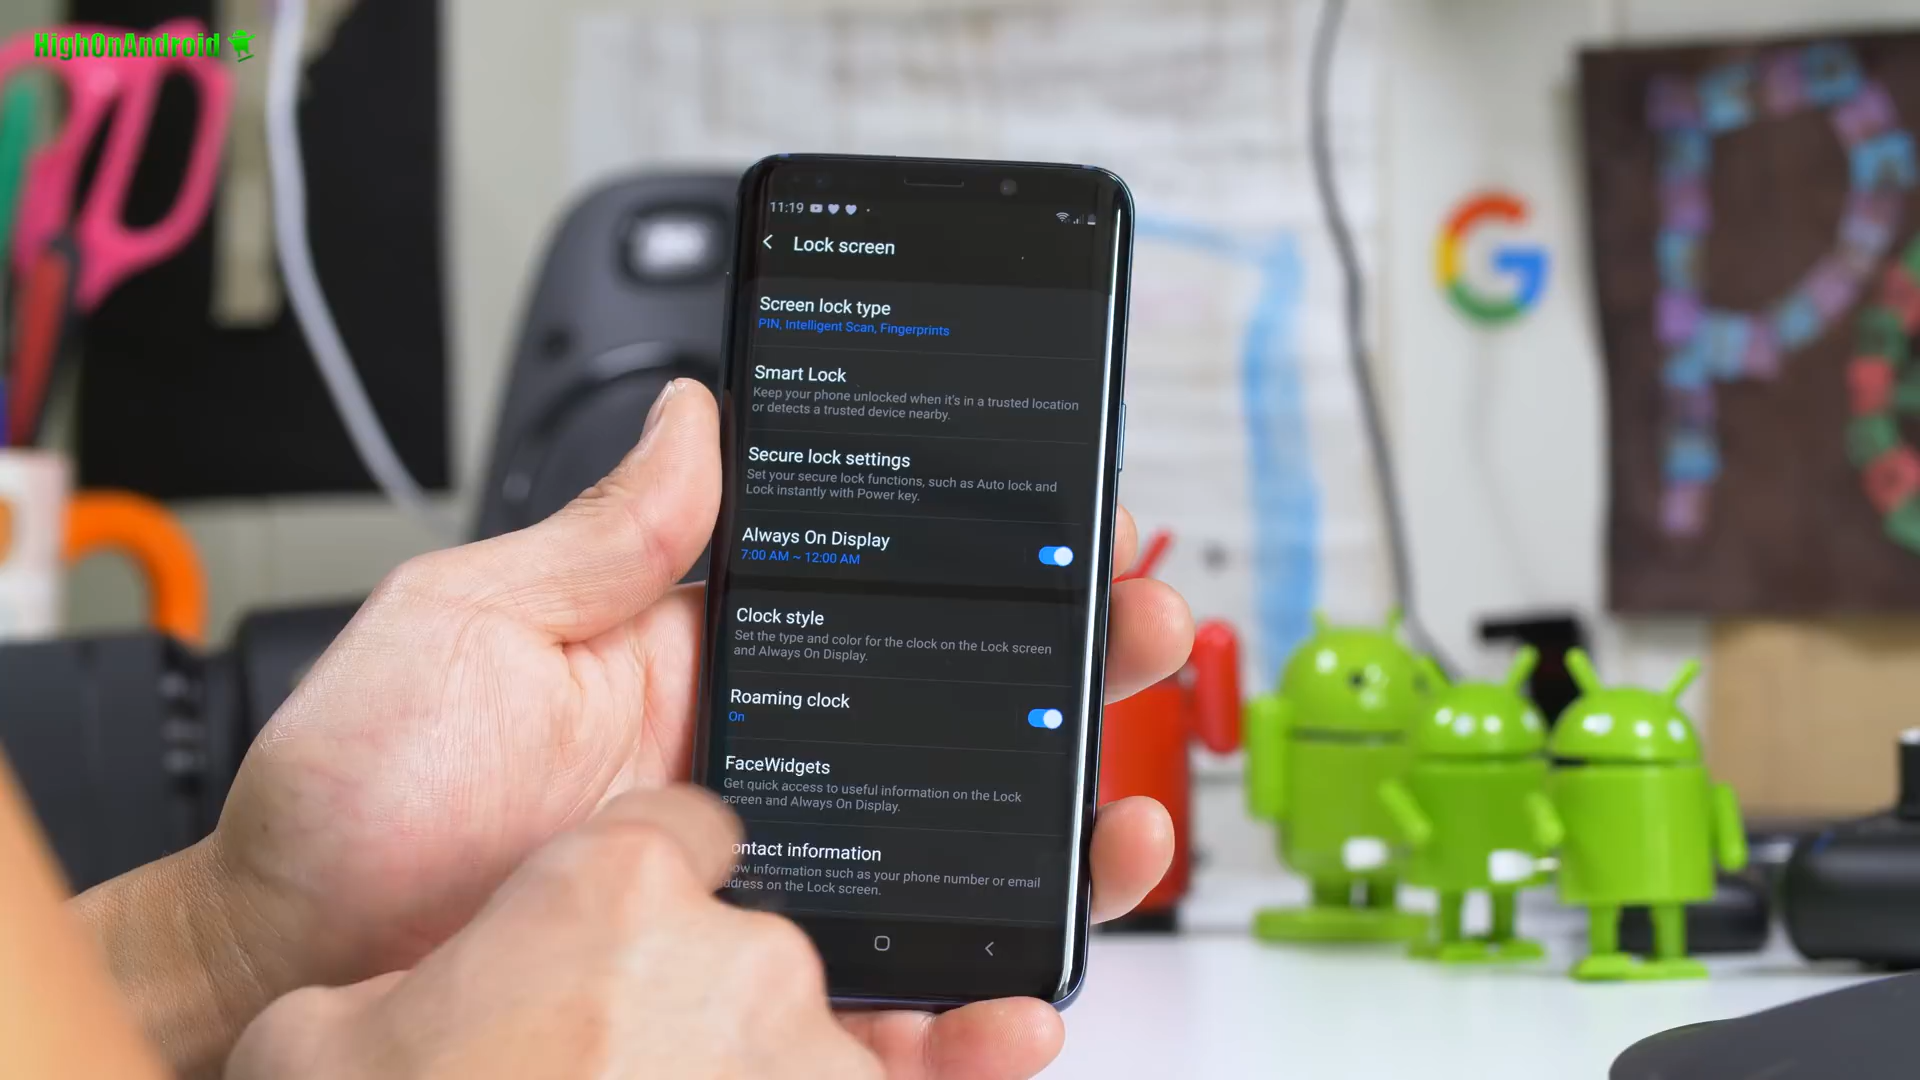 HighOnAndroid
11:19
Lock screen
Screen lock type
PIN, Intelligent Scan, Fingerprints
Smart Lock
Keep your phone unlocked when it's in a trusted location
or detects a trusted device nearby.
Secure lock settings
Set your secure lock functions, such as Auto lock and
Lock instantly with Power key.
Always On Display
7:00 AM ~ 12:00 AM
Clock style
Set the type and color for the clock on the Lock screen
and Always On Display.
Roaming clock
On
FaceWidgets
Get quick access to useful information on the Lock
screen and Always On Display.
ontact information
ow information such as your phone number or email
ddress on the Lock screen.
G
P